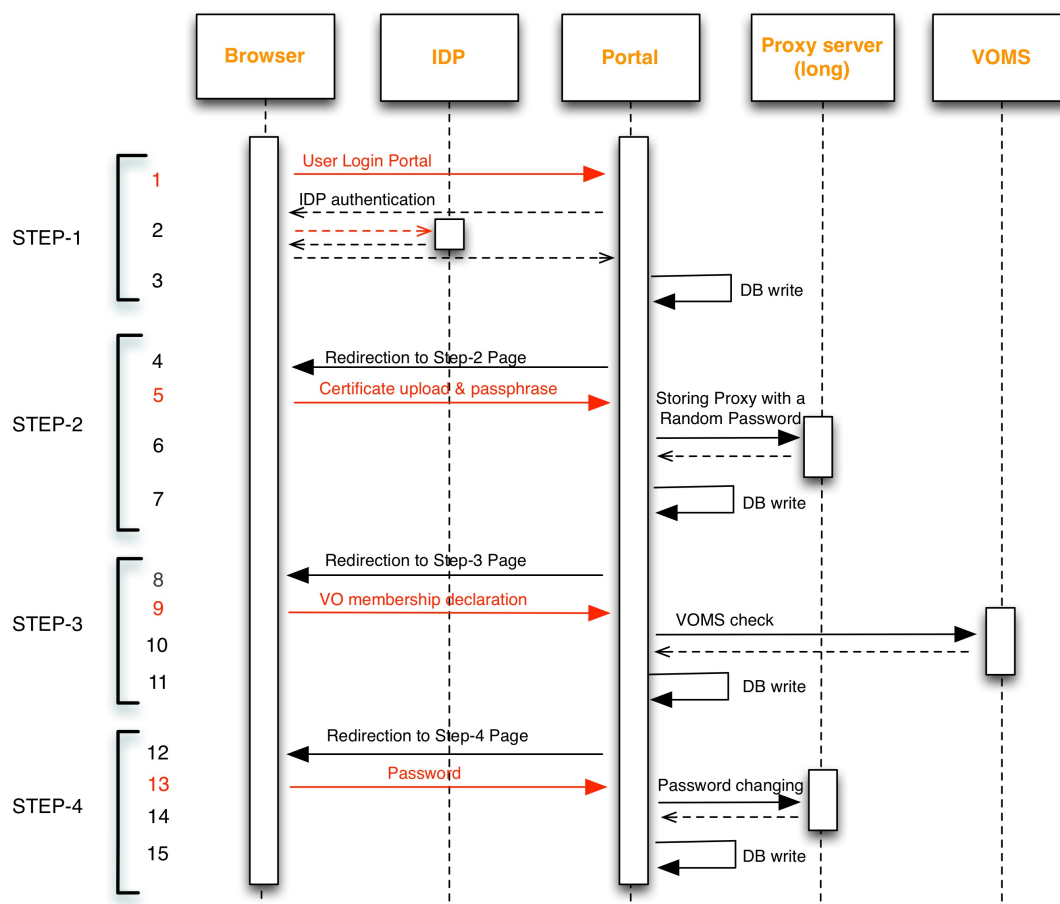 Browser
IDP
Portal
Proxy server
(long)
VOMS
STEP-1
1
User Login Portal
IDP authentication
2
3
DB write
STEP-2
4
Redirection to Step-2 Page
5
Certificate upload & passphrase
Storing Proxy with a
Random Password
6
7
DB write
STEP-3
8
Redirection to Step-3 Page
9
VO membership declaration
10
VOMS check
11
DB write
STEP-4
12
Redirection to Step-4 Page
13
Password
Password changing
14
15
DB write